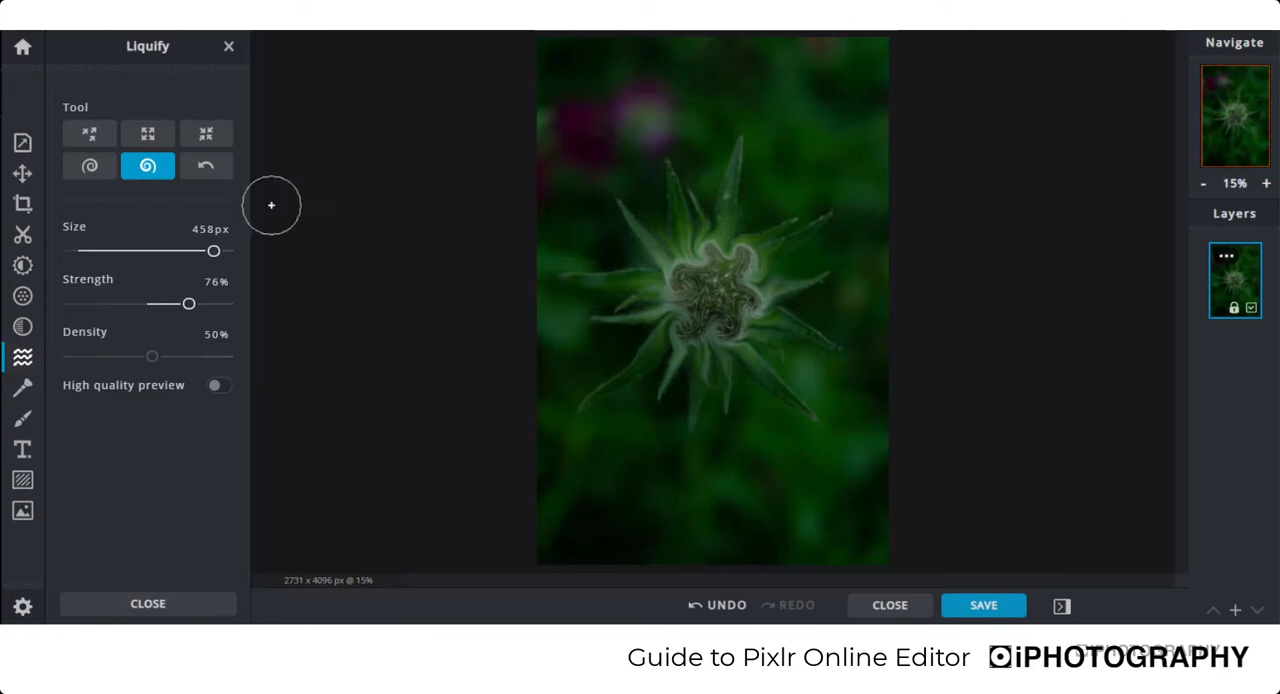 Liquify
Tool
Size
458px
Strength
76%
Density
50%
High quality preview
CLOSE
2731 x 4096 px @ 15%
UNDO
REDO
CLOSE
SAVE
Navigate
- 15% +
Layers
Guide to Pixlr Online Editor
iPHOTOGRAPHY